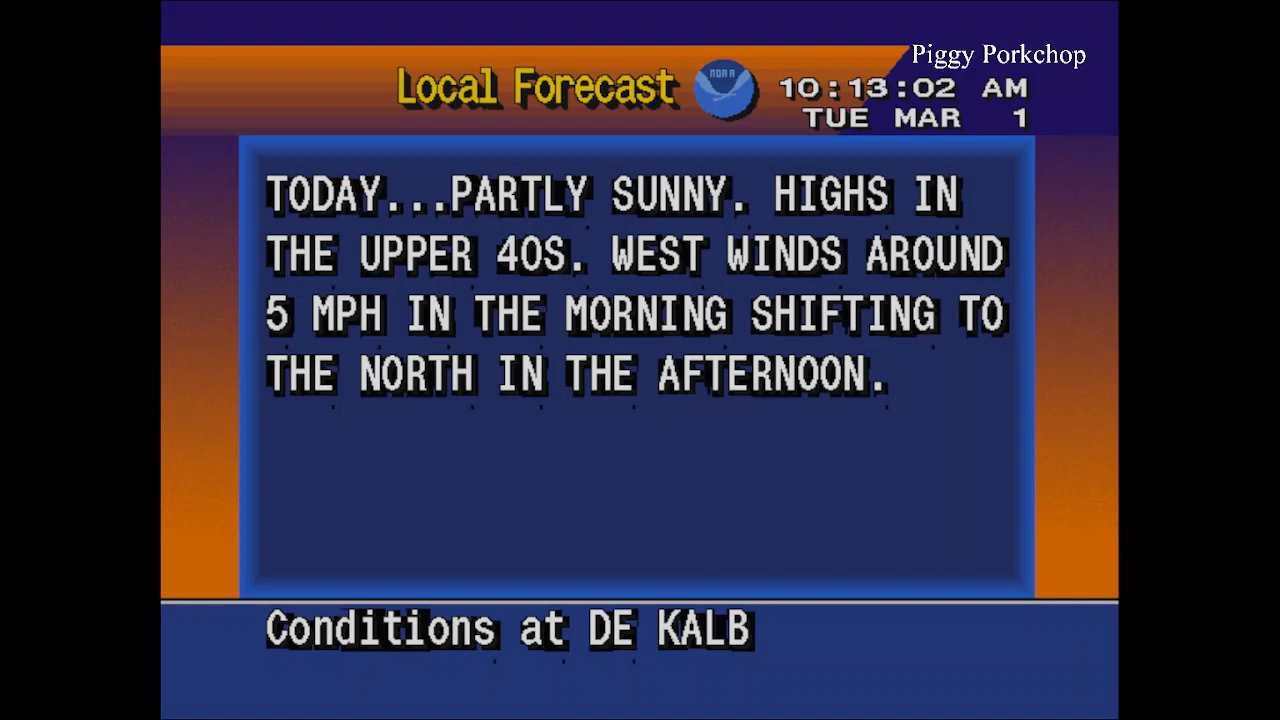 Piggy Porkchop
Local Forecast NOAA 10:13:02 AM
TUE MAR 1
TODAY...PARTLY SUNNY. HIGHS IN
THE UPPER 40S. WEST WINDS AROUND
5 MPH IN THE MORNING SHIFTING TO
THE NORTH IN THE AFTERNOON.
Conditions at DE KALB